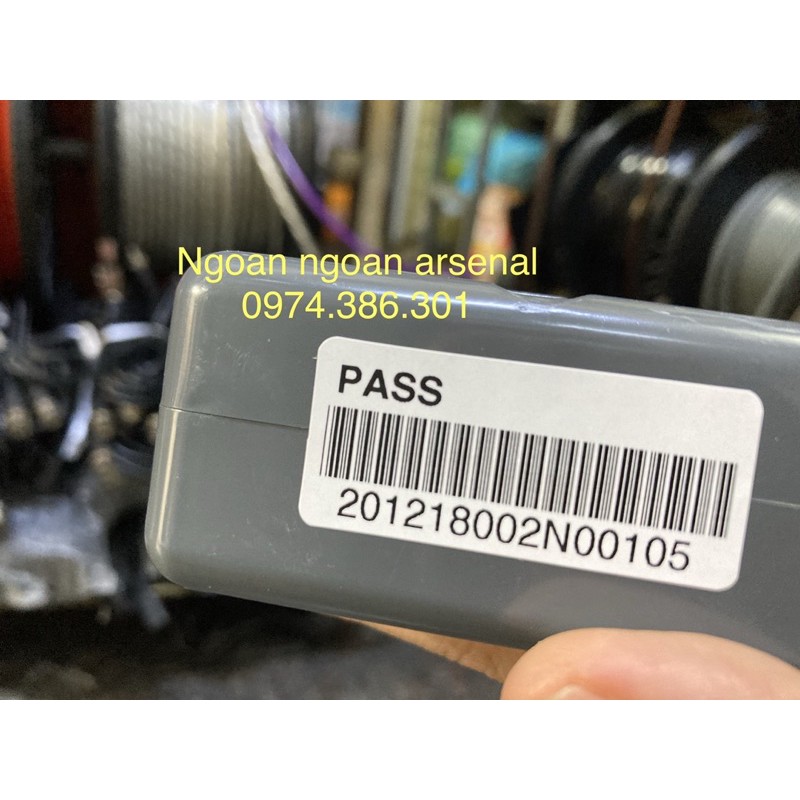 Ngoan ngoan arsenal
0974.386.301
PASS
201218002N00105